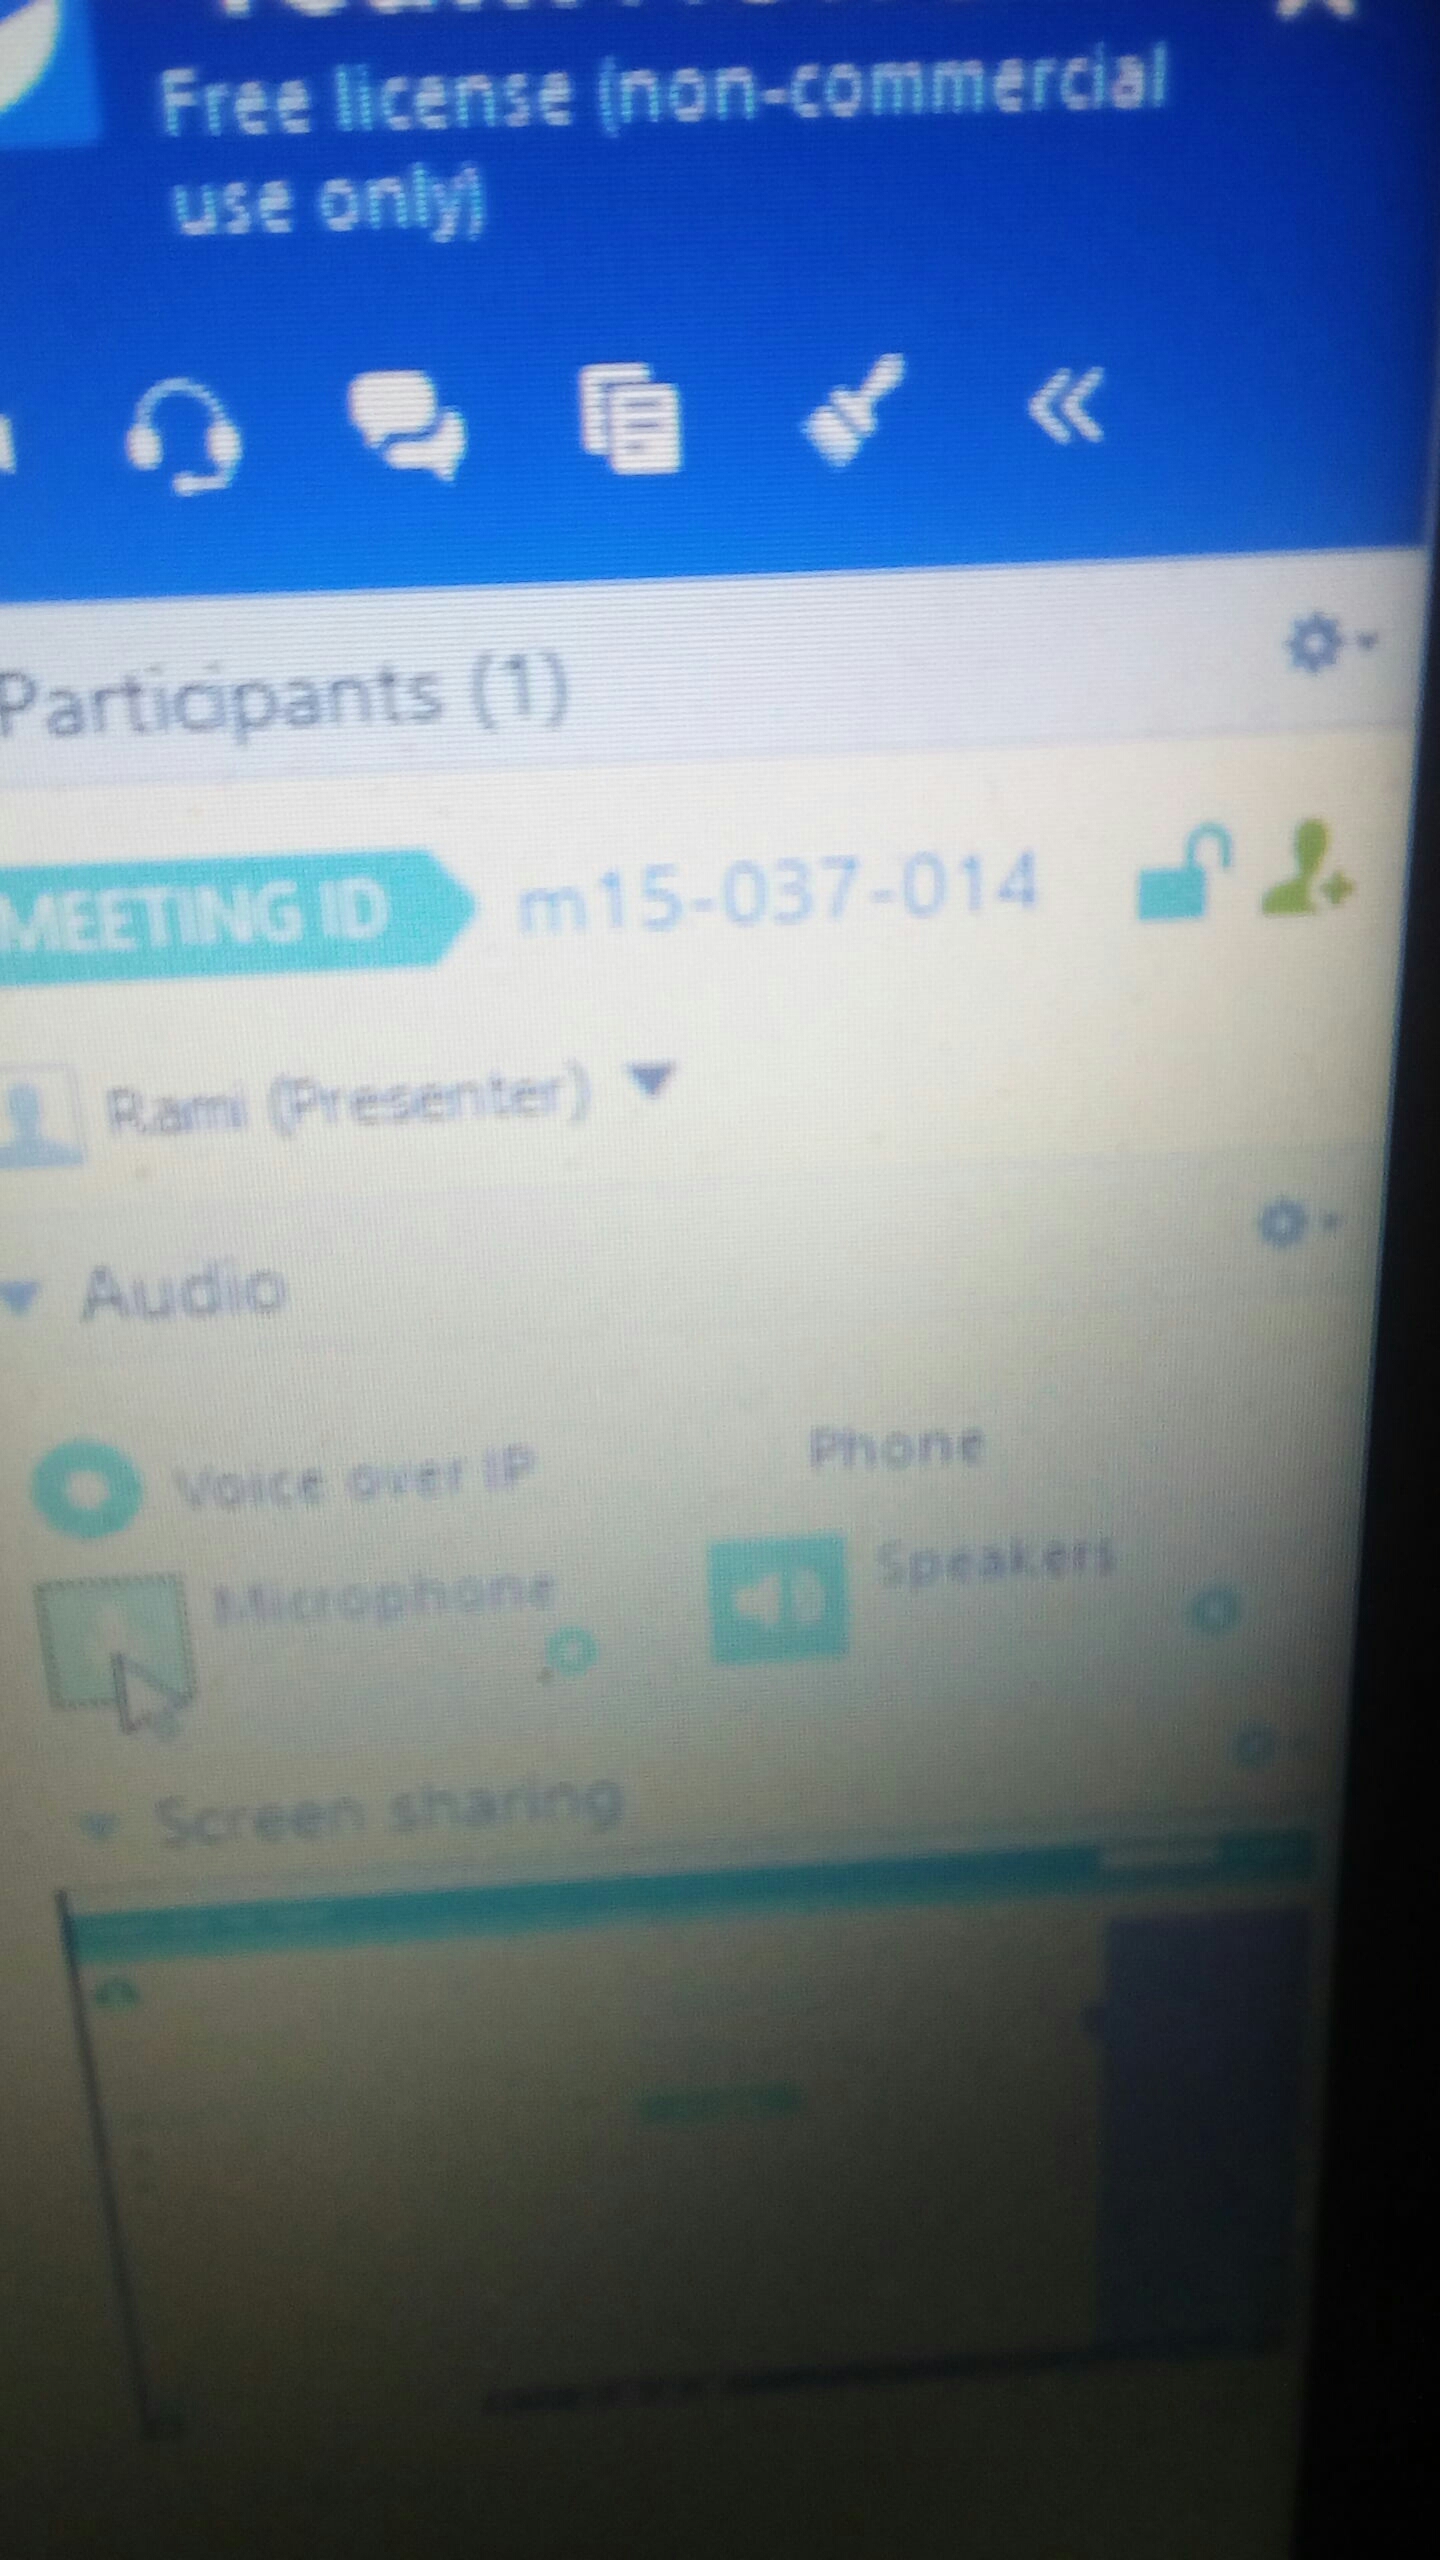 Free license (non-commercial
use only)
Participants (1)
MEETING ID m15-037-014
Rami (Presenter)
Audio
Voice over IP
Phone
Microphone
Speakers
Screen sharing